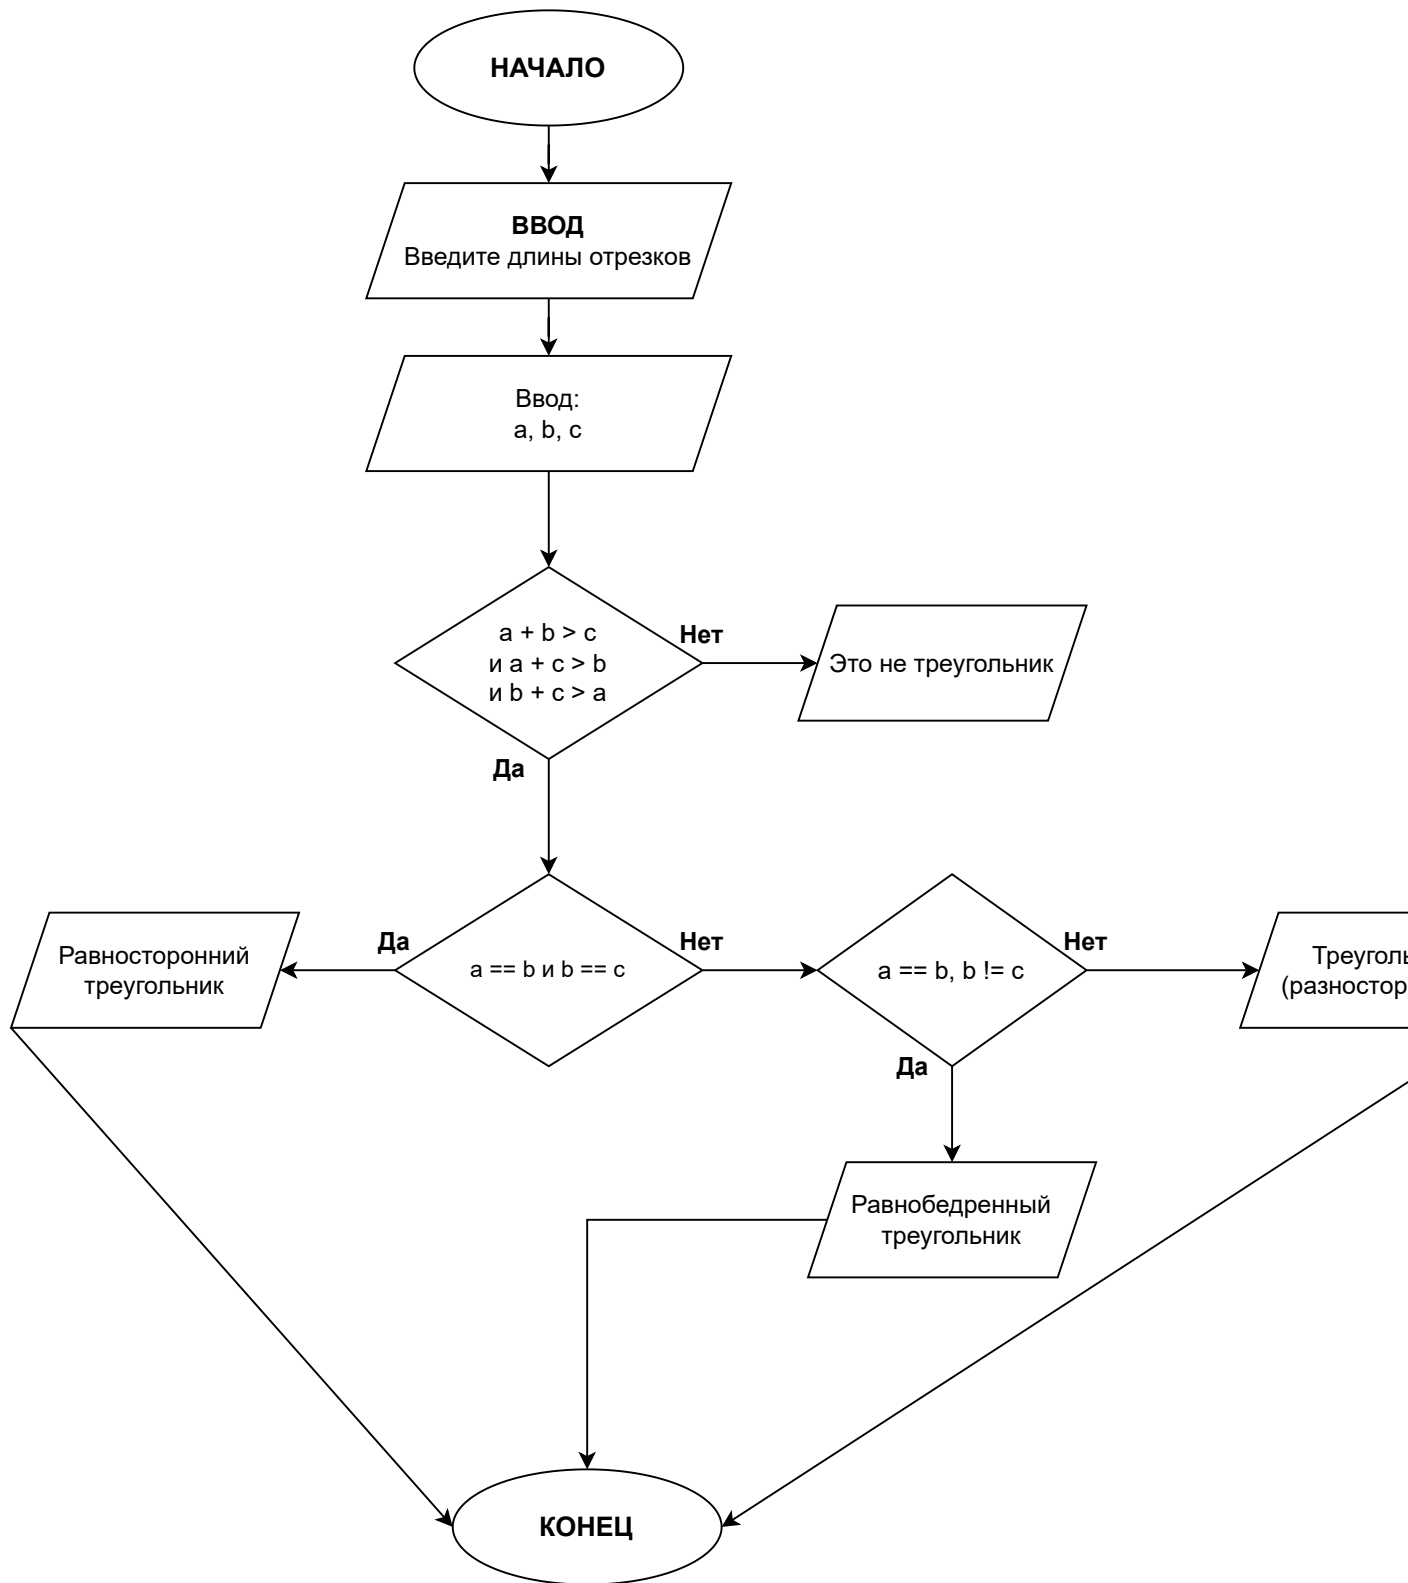 НАЧАЛО
ВВОД
Введите длины отрезков
Ввод:
a, b, c
a + b > c
и a + c > b
и b + c > a
Нет
Это не треугольник
Да
Равносторонний
треугольник
Да
a == b и b == c
Нет
a == b, b != c
Нет
Да
Равнобедренный
треугольник
КОНЕЦ